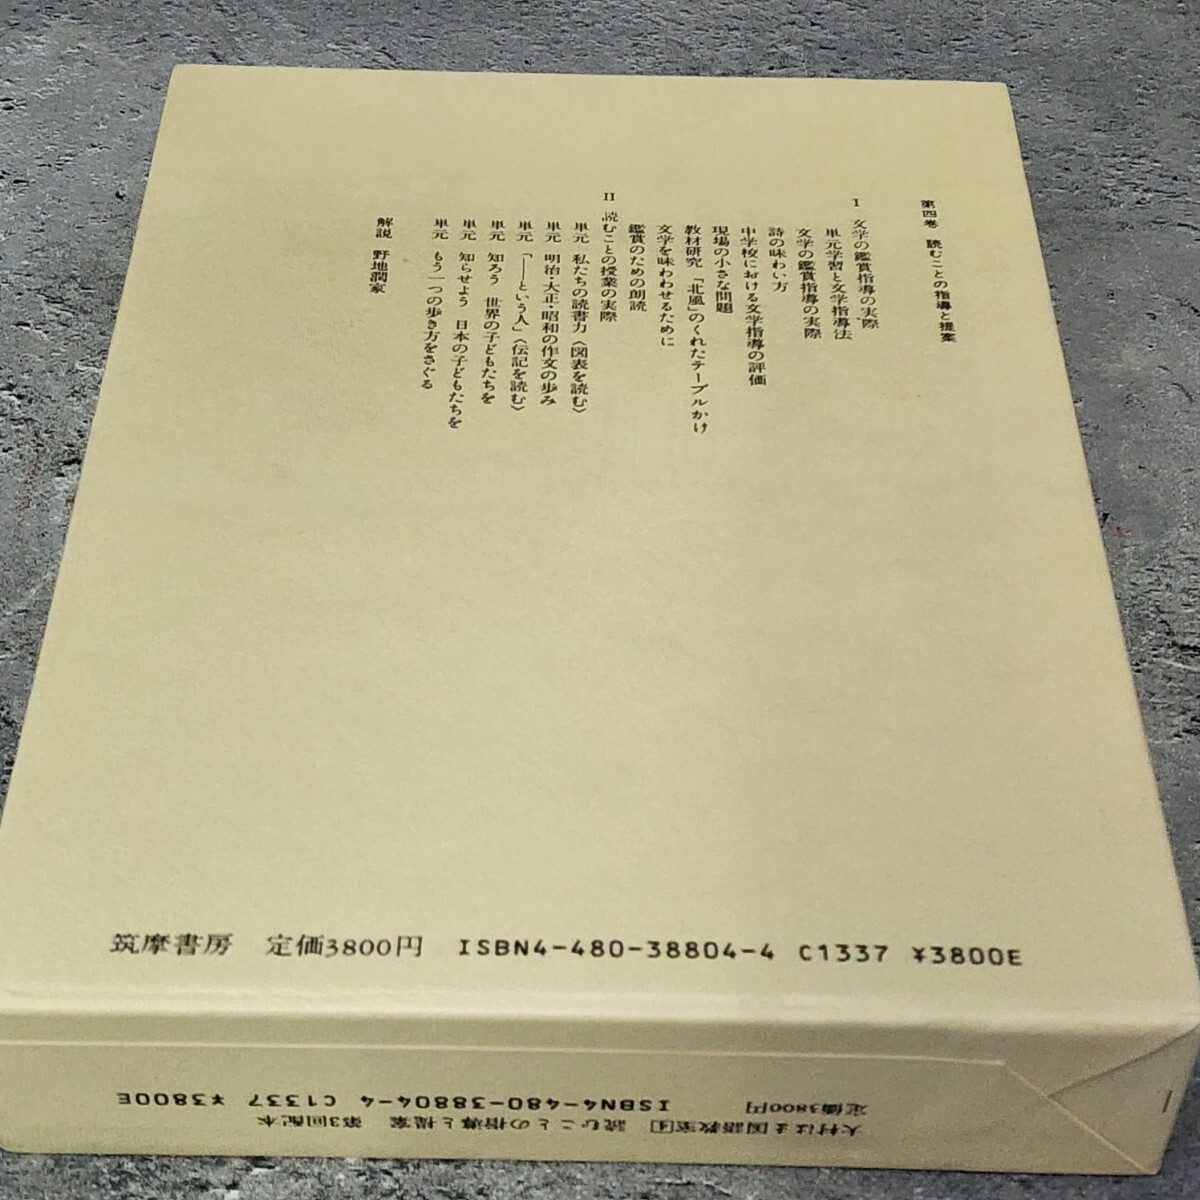 第四巻 読むことの指導と提案
I 文学の鑑賞指導の実際
単元学習と文学指導法
文学の鑑賞指導の実際
詩の味わい方
中学校における文学指導の評価
現場の小さな問題
教材研究 「北風」のくれたテーブルかけ
文学を味わわせるために
鑑賞のための朗読
II 読むことの授業の実際
単元 私たちの読書力〈図表を読む〉
単元 明治・大正・昭和の作文の歩み
単元 「――という人」〈伝記を読む〉
単元 知ろう 世界の子どもたちを
単元 知らせよう 日本の子どもたちを
単元 もう一つの歩き方をさぐる
解説 野地潤家
筑摩書房 定価3800円 ISBN4-480-38804-4 C1337 ¥3800E
大村はま国語教室4 読むことの指導と提案 第3回配本
定価3800円 ISBN4-480-38804-4 C1337 ¥3800E